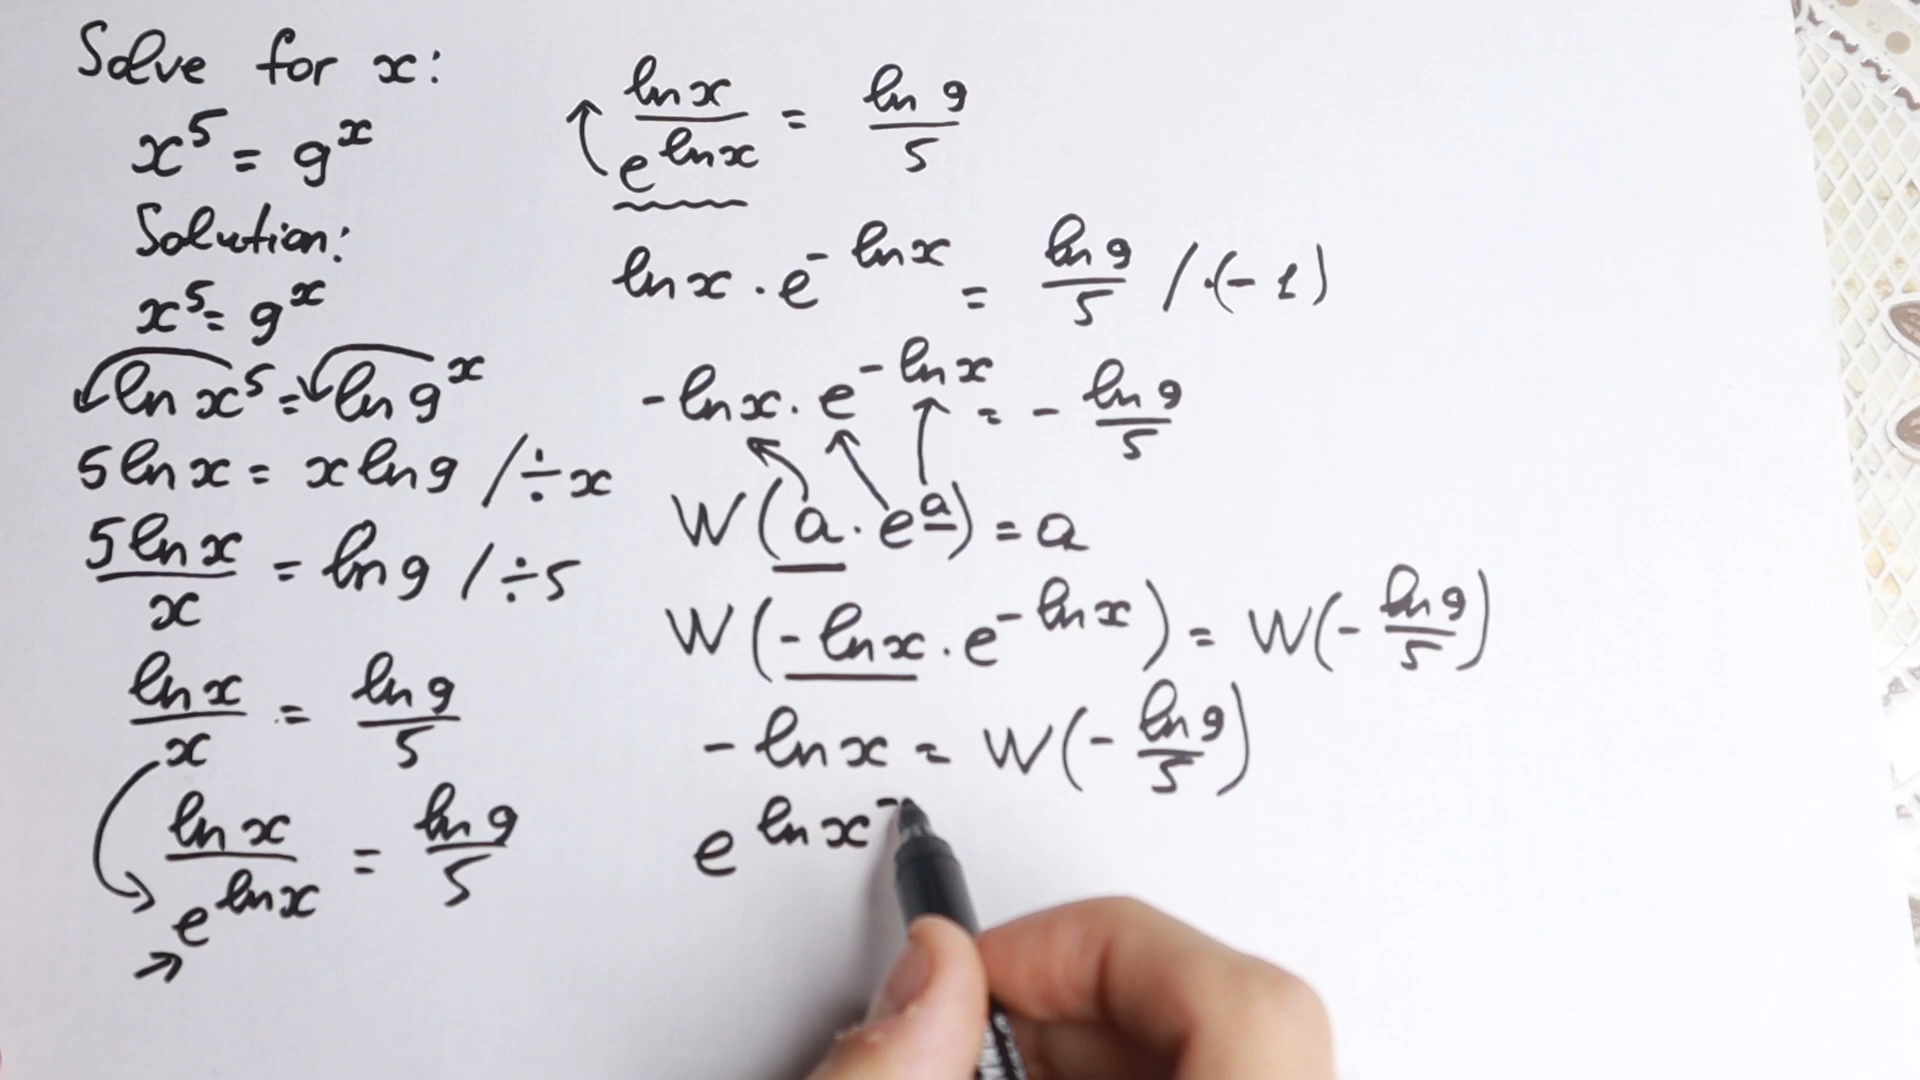 Solve for x:
x⁵ = 9ˣ
Solution:
x⁵ = 9ˣ
ln x⁵ = ln 9ˣ
5 ln x = x ln 9 / ÷ x
5 ln x / x = ln 9 / ÷ 5
ln x / x = ln 9 / 5
ln x / e^(ln x) = ln 9 / 5
ln x / e^(ln x) = ln 9 / 5
ln x · e^(- ln x) = ln 9 / 5 / · (- 1)
- ln x · e^(- ln x) = - ln 9 / 5
W (a · e^a) = a
W (- ln x · e^(- ln x)) = W (- ln 9 / 5)
- ln x = W (- ln 9 / 5)
e^(ln x⁻)